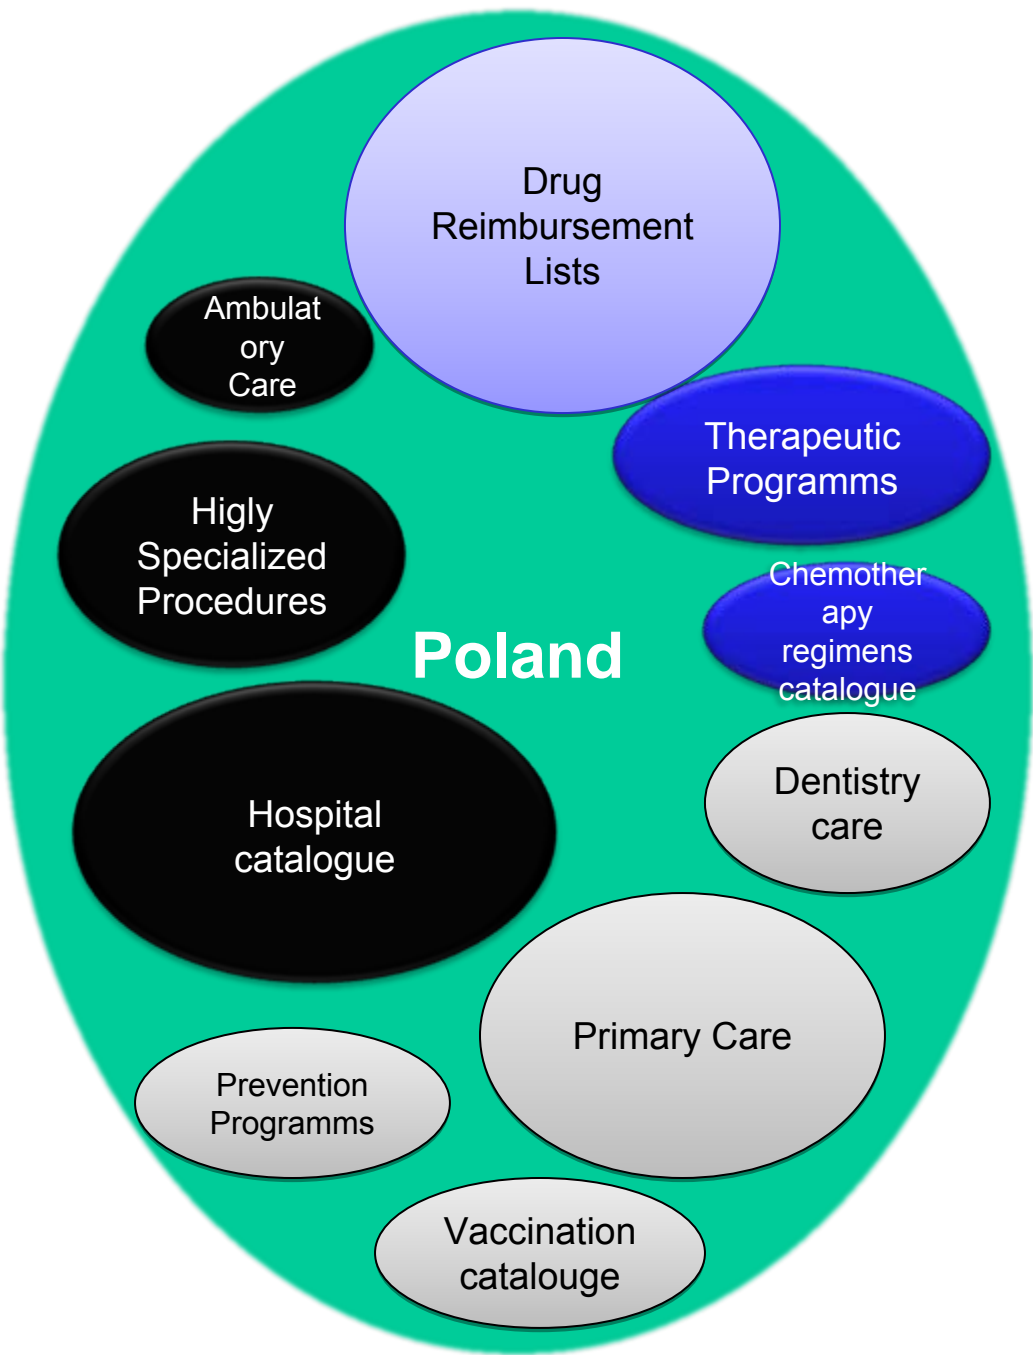 Drug
Reimbursement
Lists
Ambulat
ory
Care
Therapeutic
Programms
Higly
Specialized
Procedures
Chemother
apy
regimens
catalogue
Poland
Dentistry
care
Hospital
catalogue
Primary Care
Prevention
Programms
Vaccination
catalouge